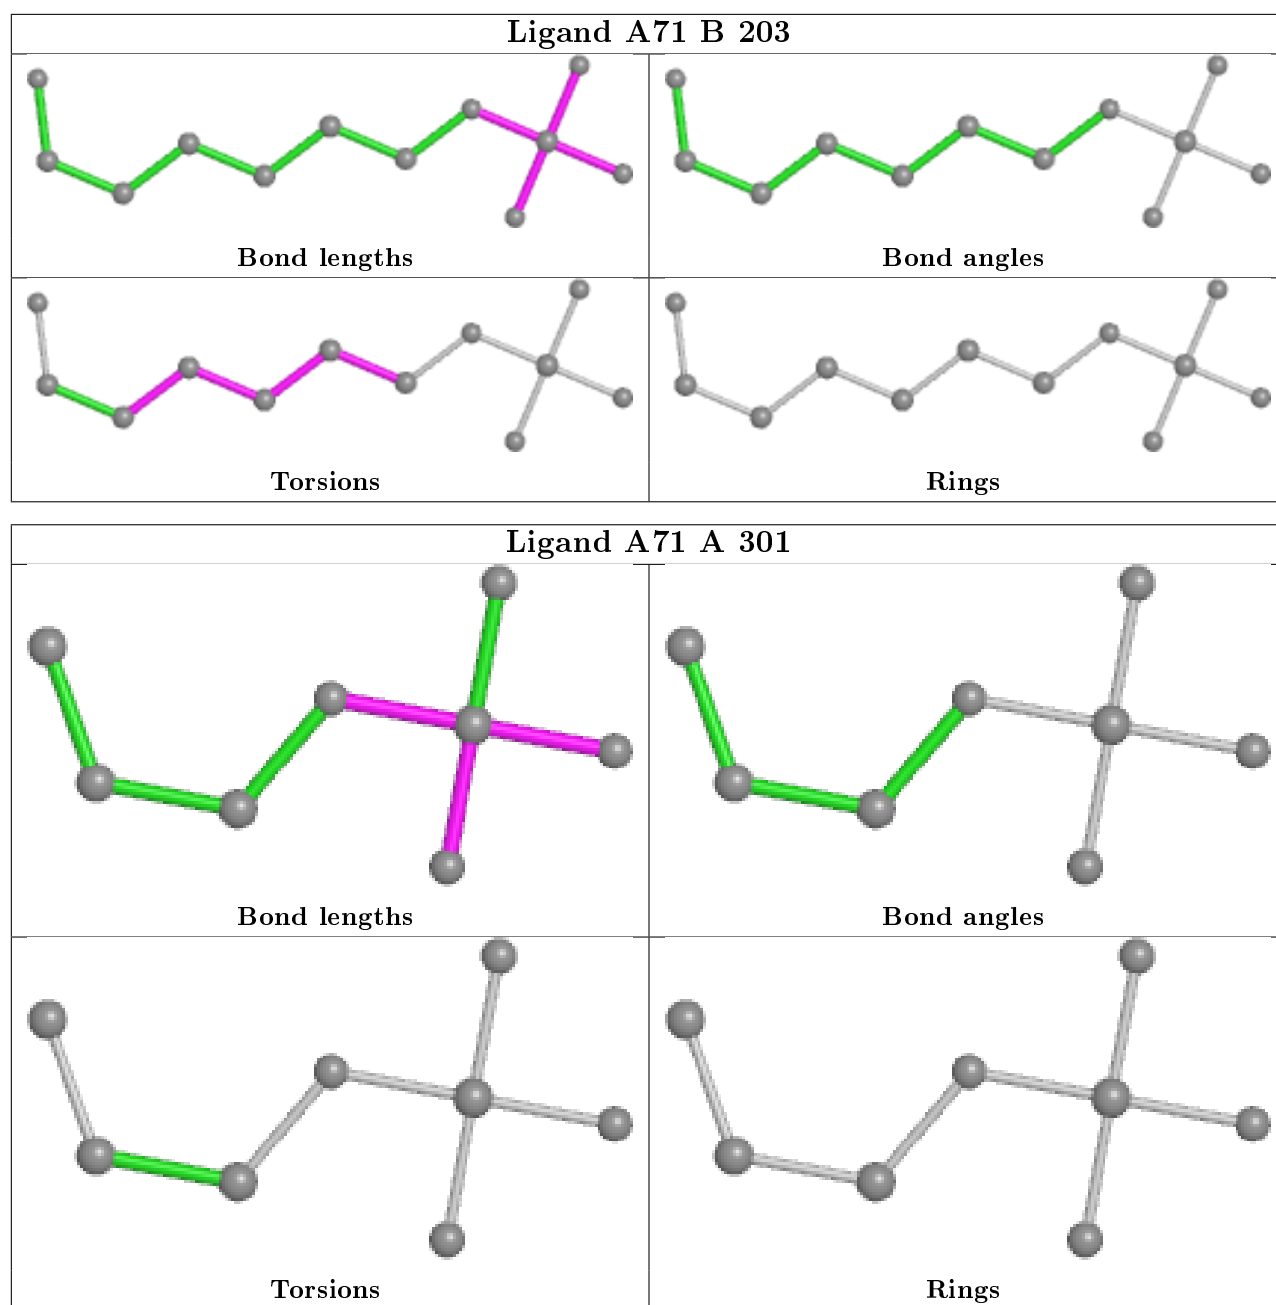 Ligand A71 B 203
Bond lengths
Bond angles
Torsions
Rings
Ligand A71 A 301
Bond lengths
Bond angles
Torsions
Rings